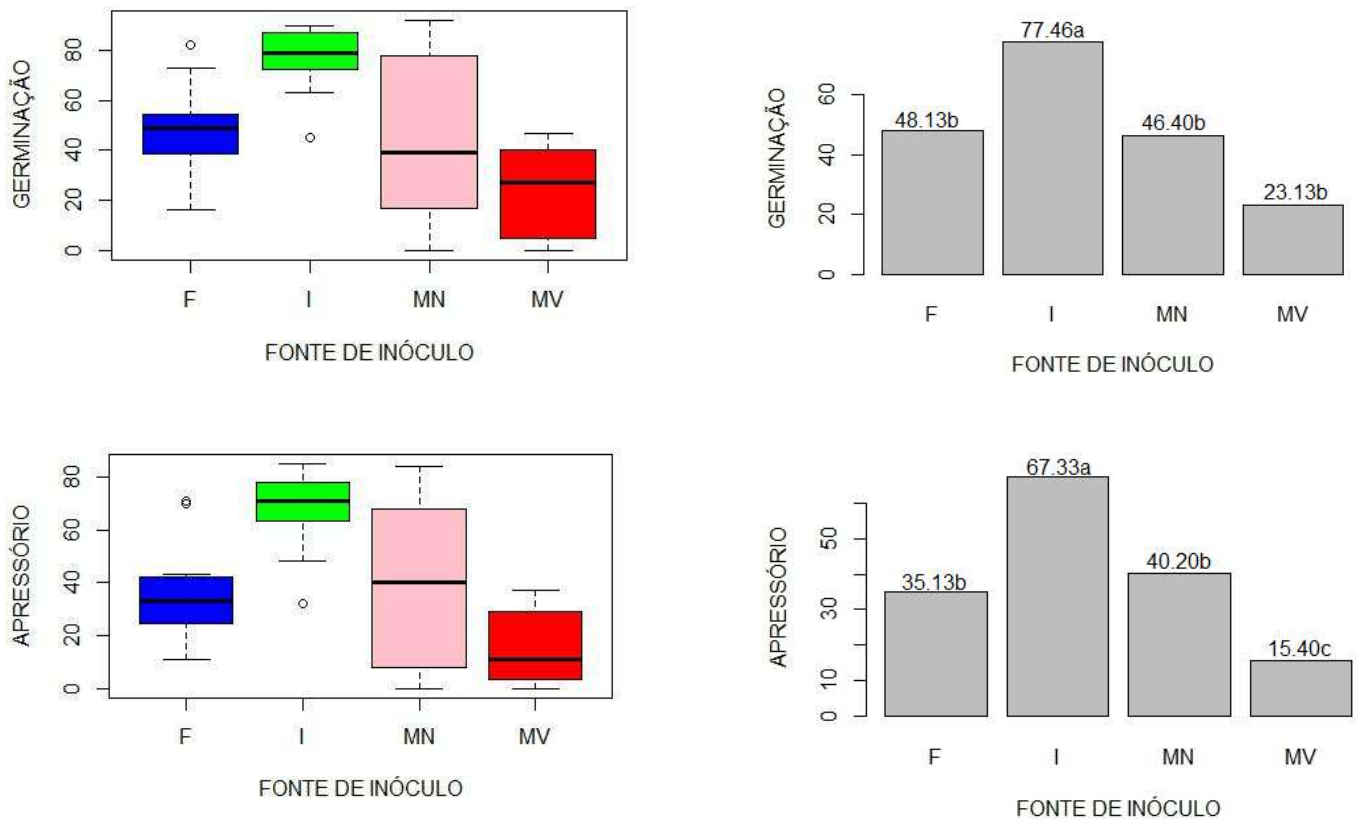 GERMINAÇÃO
80
60
40
20
0
F I MN MV
FONTE DE INÓCULO
GERMINAÇÃO
60
40
20
0
48.13b
77.46a
46.40b
23.13b
F I MN MV
FONTE DE INÓCULO
APRESSÓRIO
80
60
40
20
0
F I MN MV
FONTE DE INÓCULO
APRESSÓRIO
50
30
10
0
35.13b
67.33a
40.20b
15.40c
F I MN MV
FONTE DE INÓCULO